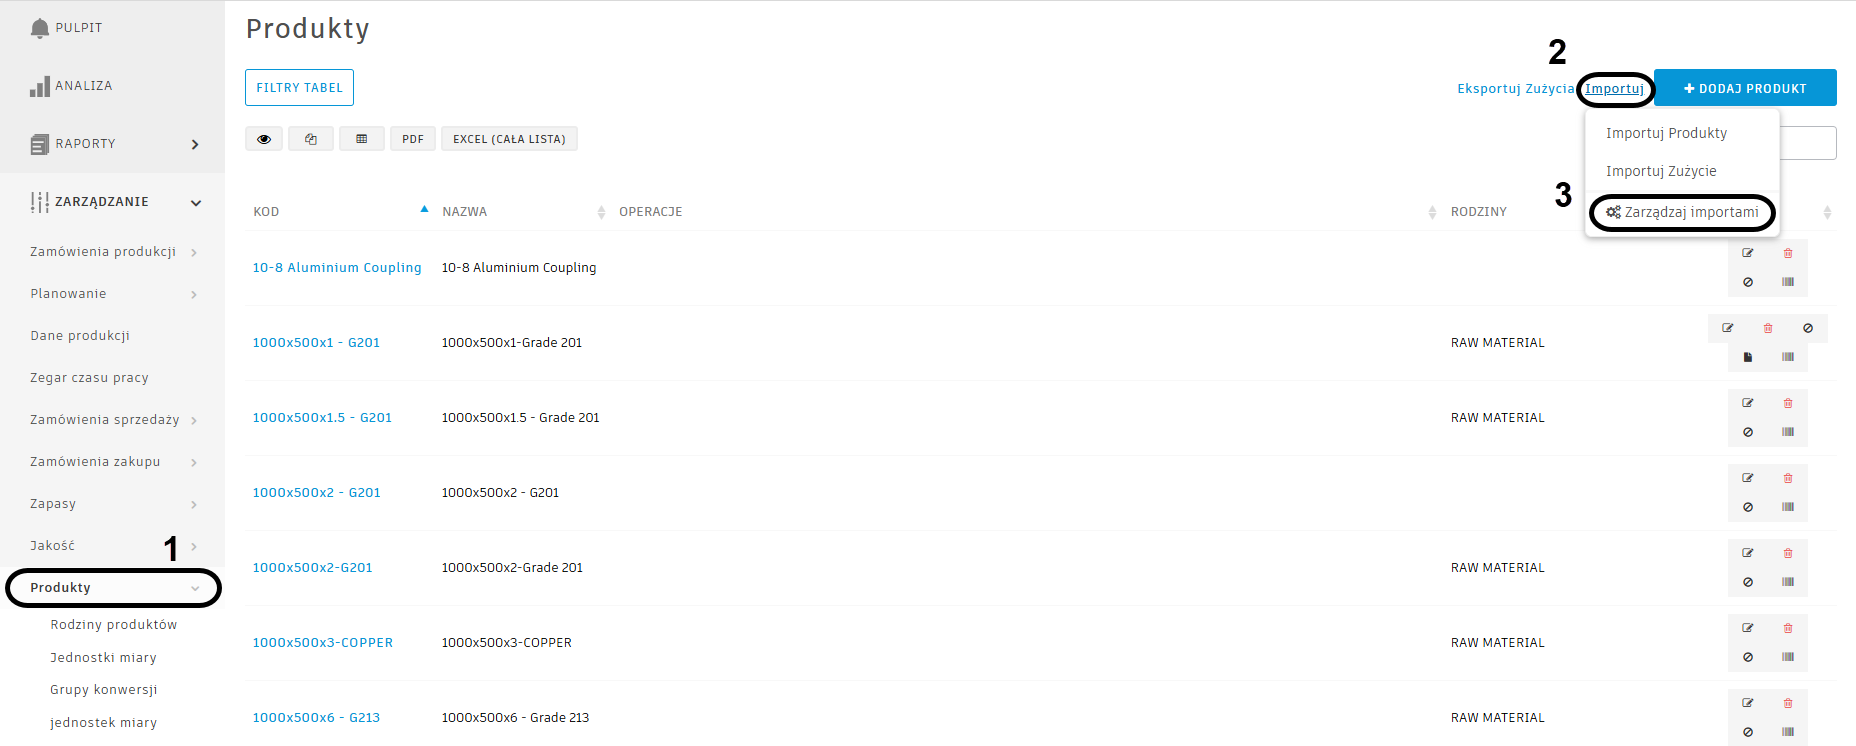 PULPIT
ANALIZA
RAPORTY
ZARZĄDZANIE
Zamówienia produkcji
Planowanie
Dane produkcji
Zegar czasu pracy
Zamówienia sprzedaży
Zamówienia zakupu
Zapasy
Jakość
1
Produkty
Rodziny produktów
Jednostki miary
Grupy konwersji
jednostek miary
Produkty
2
FILTRY TABEL
Eksportuj Zużycia Importuj DODAJ PRODUKT
PDF EXCEL (CAŁA LISTA)
Importuj Produkty
Importuj Zużycie
3
Zarządzaj importami
KOD NAZWA OPERACJE RODZINY
10-8 Aluminium Coupling 10-8 Aluminium Coupling
1000x500x1 - G201 1000x500x1-Grade 201 RAW MATERIAL
1000x500x1.5 - G201 1000x500x1.5 - Grade 201 RAW MATERIAL
1000x500x2 - G201 1000x500x2 - G201
1000x500x2-G201 1000x500x2-Grade 201 RAW MATERIAL
1000x500x3-COPPER 1000x500x3-COPPER RAW MATERIAL
1000x500x6 - G213 1000x500x6 - Grade 213 RAW MATERIAL